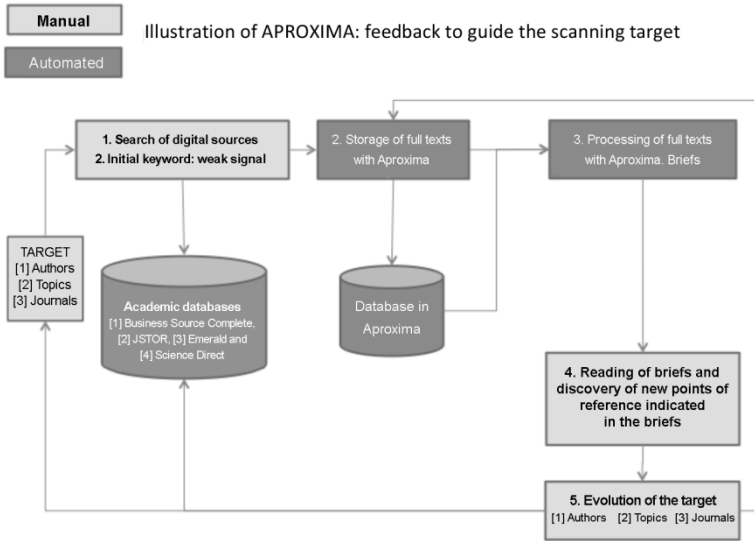 Manual
Illustration of APROXIMA: feedback to guide the scanning target
Automated
1. Search of digital sources
2. Initial keyword: weak signal
2. Storage of full texts
with Aproxima
3. Processing of full texts
with Aproxima. Briefs
TARGET
[1] Authors
[2] Topics
[3] Journals
Academic databases
[1] Business Source Complete,
[2] JSTOR, [3] Emerald and
[4] Science Direct
Database in
Aproxima
4. Reading of briefs and
discovery of new points of
reference indicated
in the briefs
5. Evolution of the target
[1] Authors [2] Topics [3] Journals